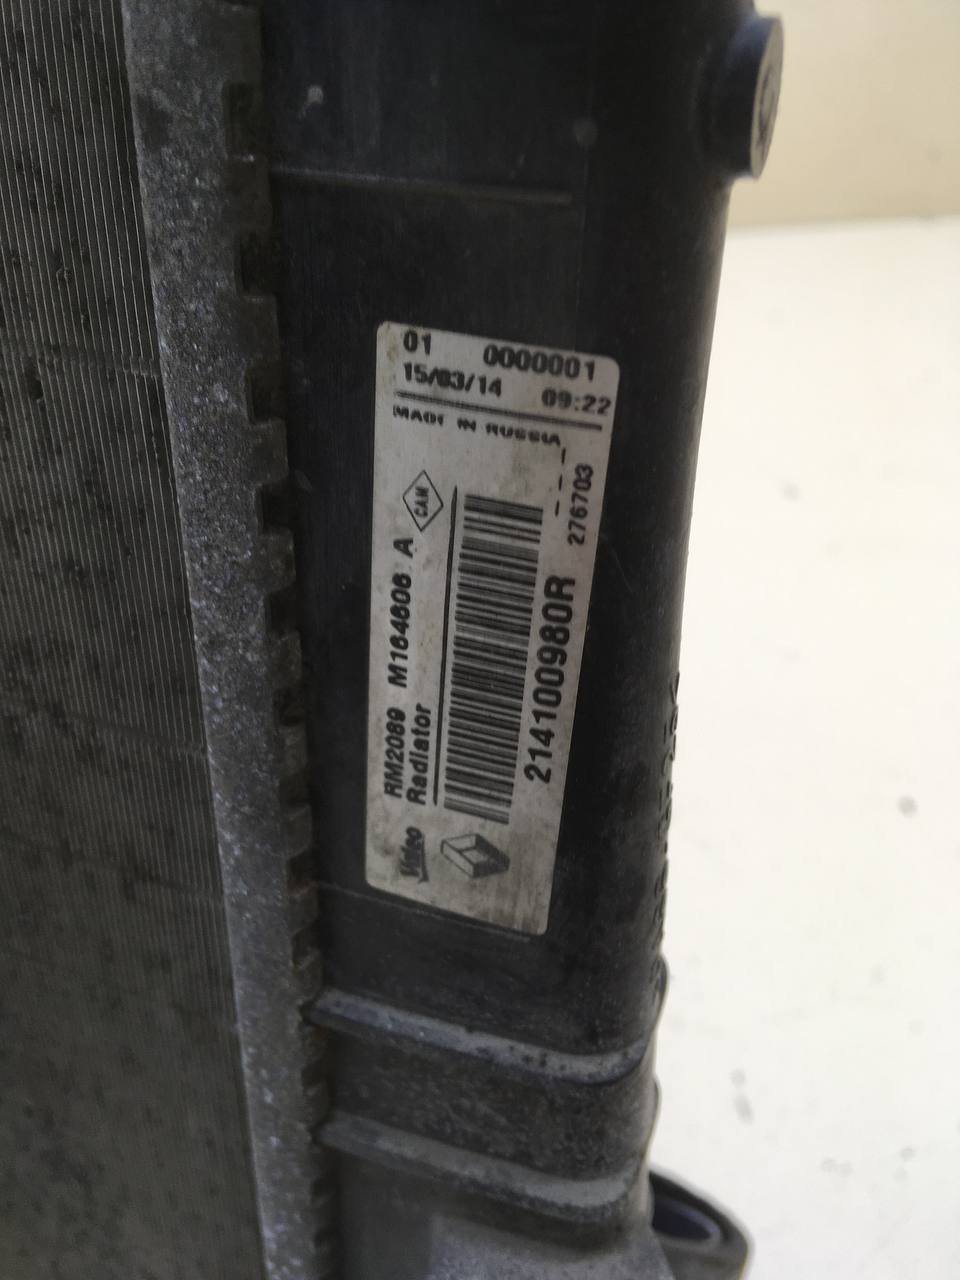 01 0000001
15/03/14 09:22
MADE IN RUSSIA
276703
CAM
RM2089 M164606 A
Radiator
214100980R
Valeo